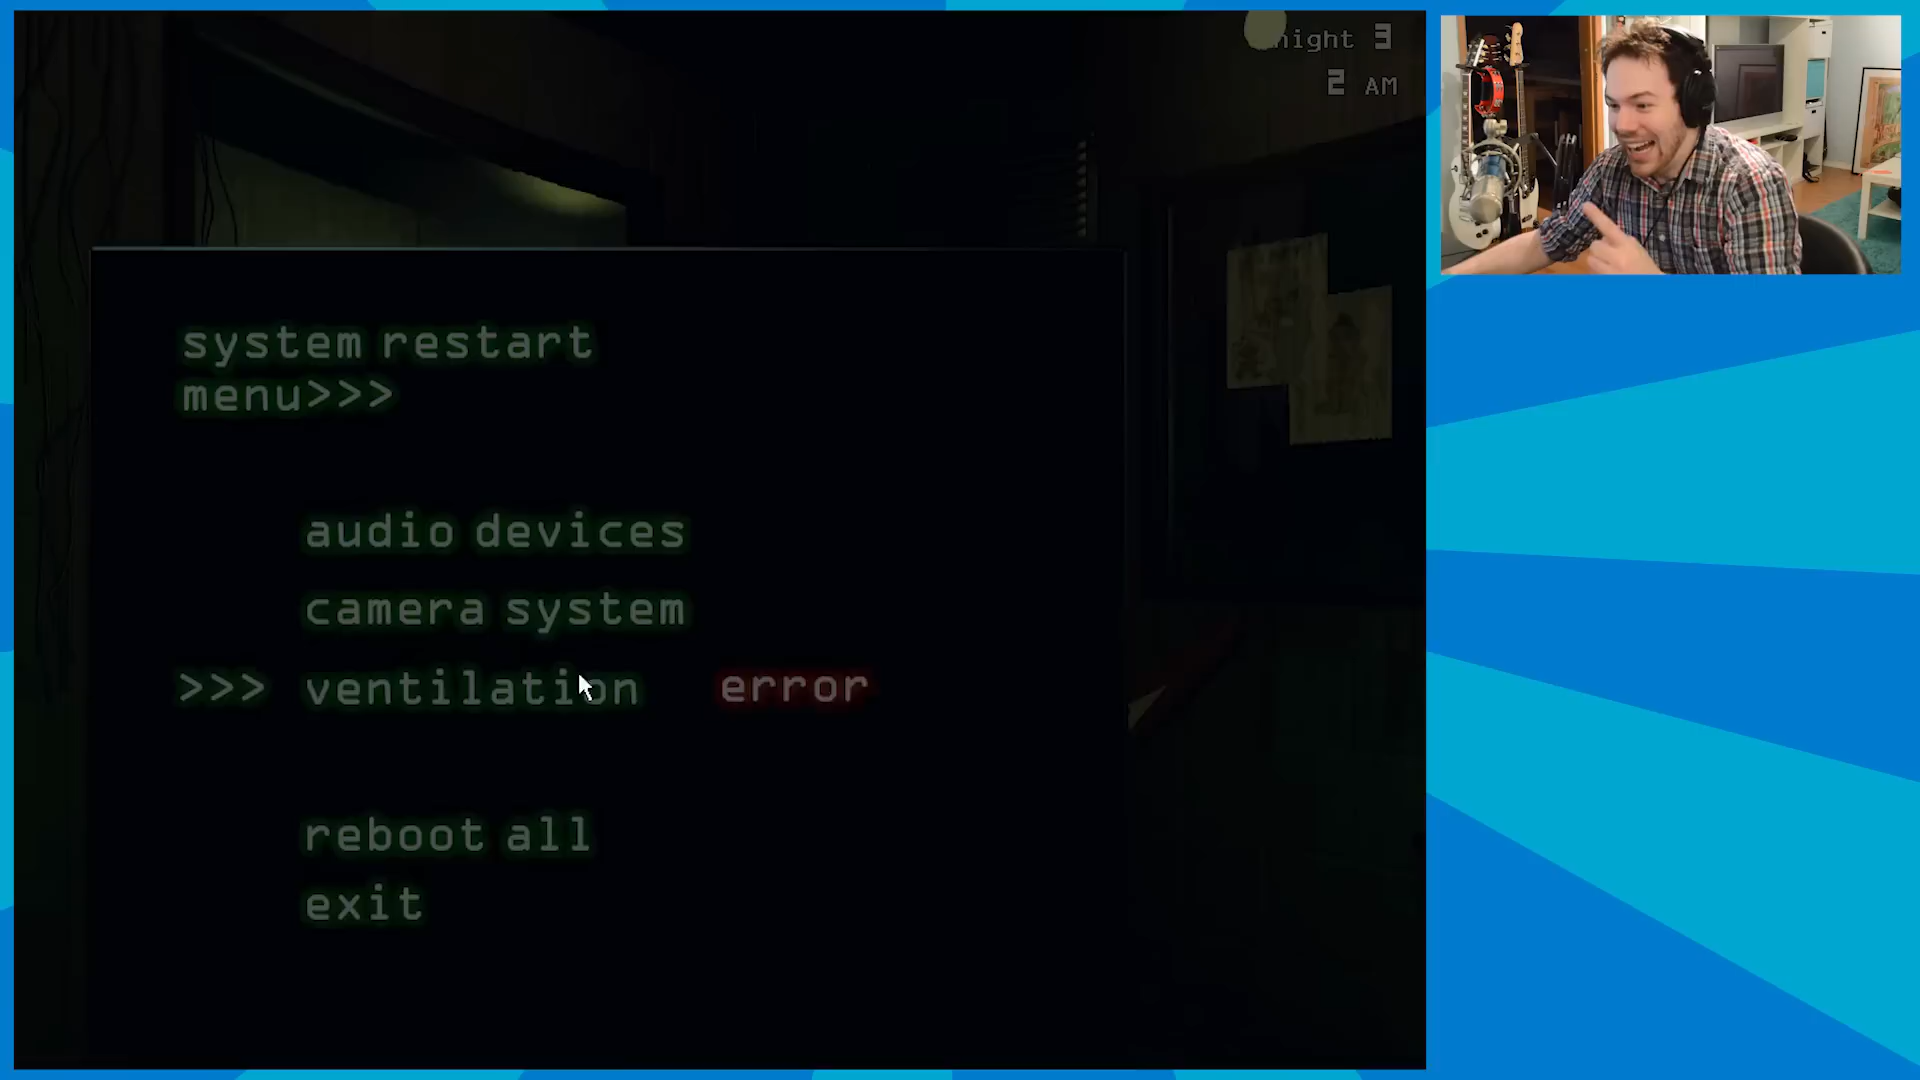 night 3
2 AM
system restart
menu>>>
audio devices
camera system
>>> ventilation error
reboot all
exit